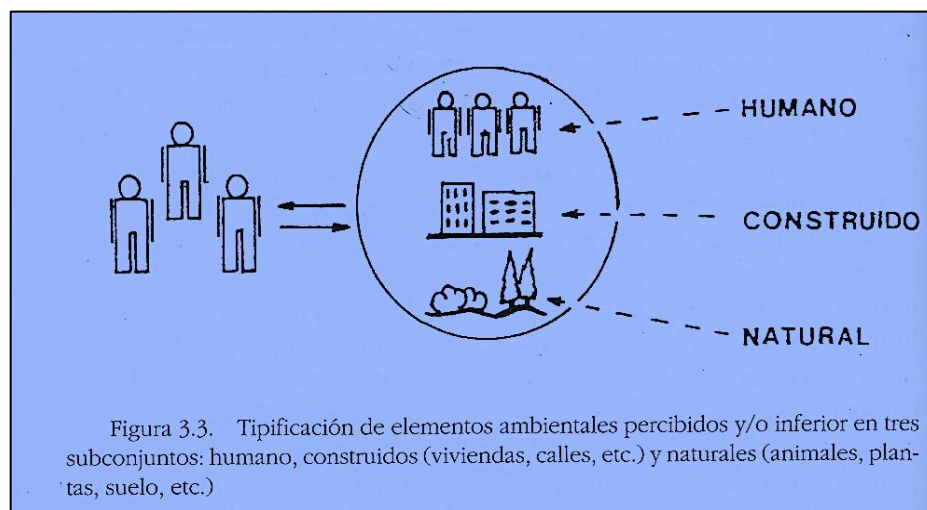 HUMANO
CONSTRUIDO
NATURAL
Figura 3.3. Tipificación de elementos ambientales percibidos y/o inferior en tres
subconjuntos: humano, construidos (viviendas, calles, etc.) y naturales (animales, plan-
tas, suelo, etc.)